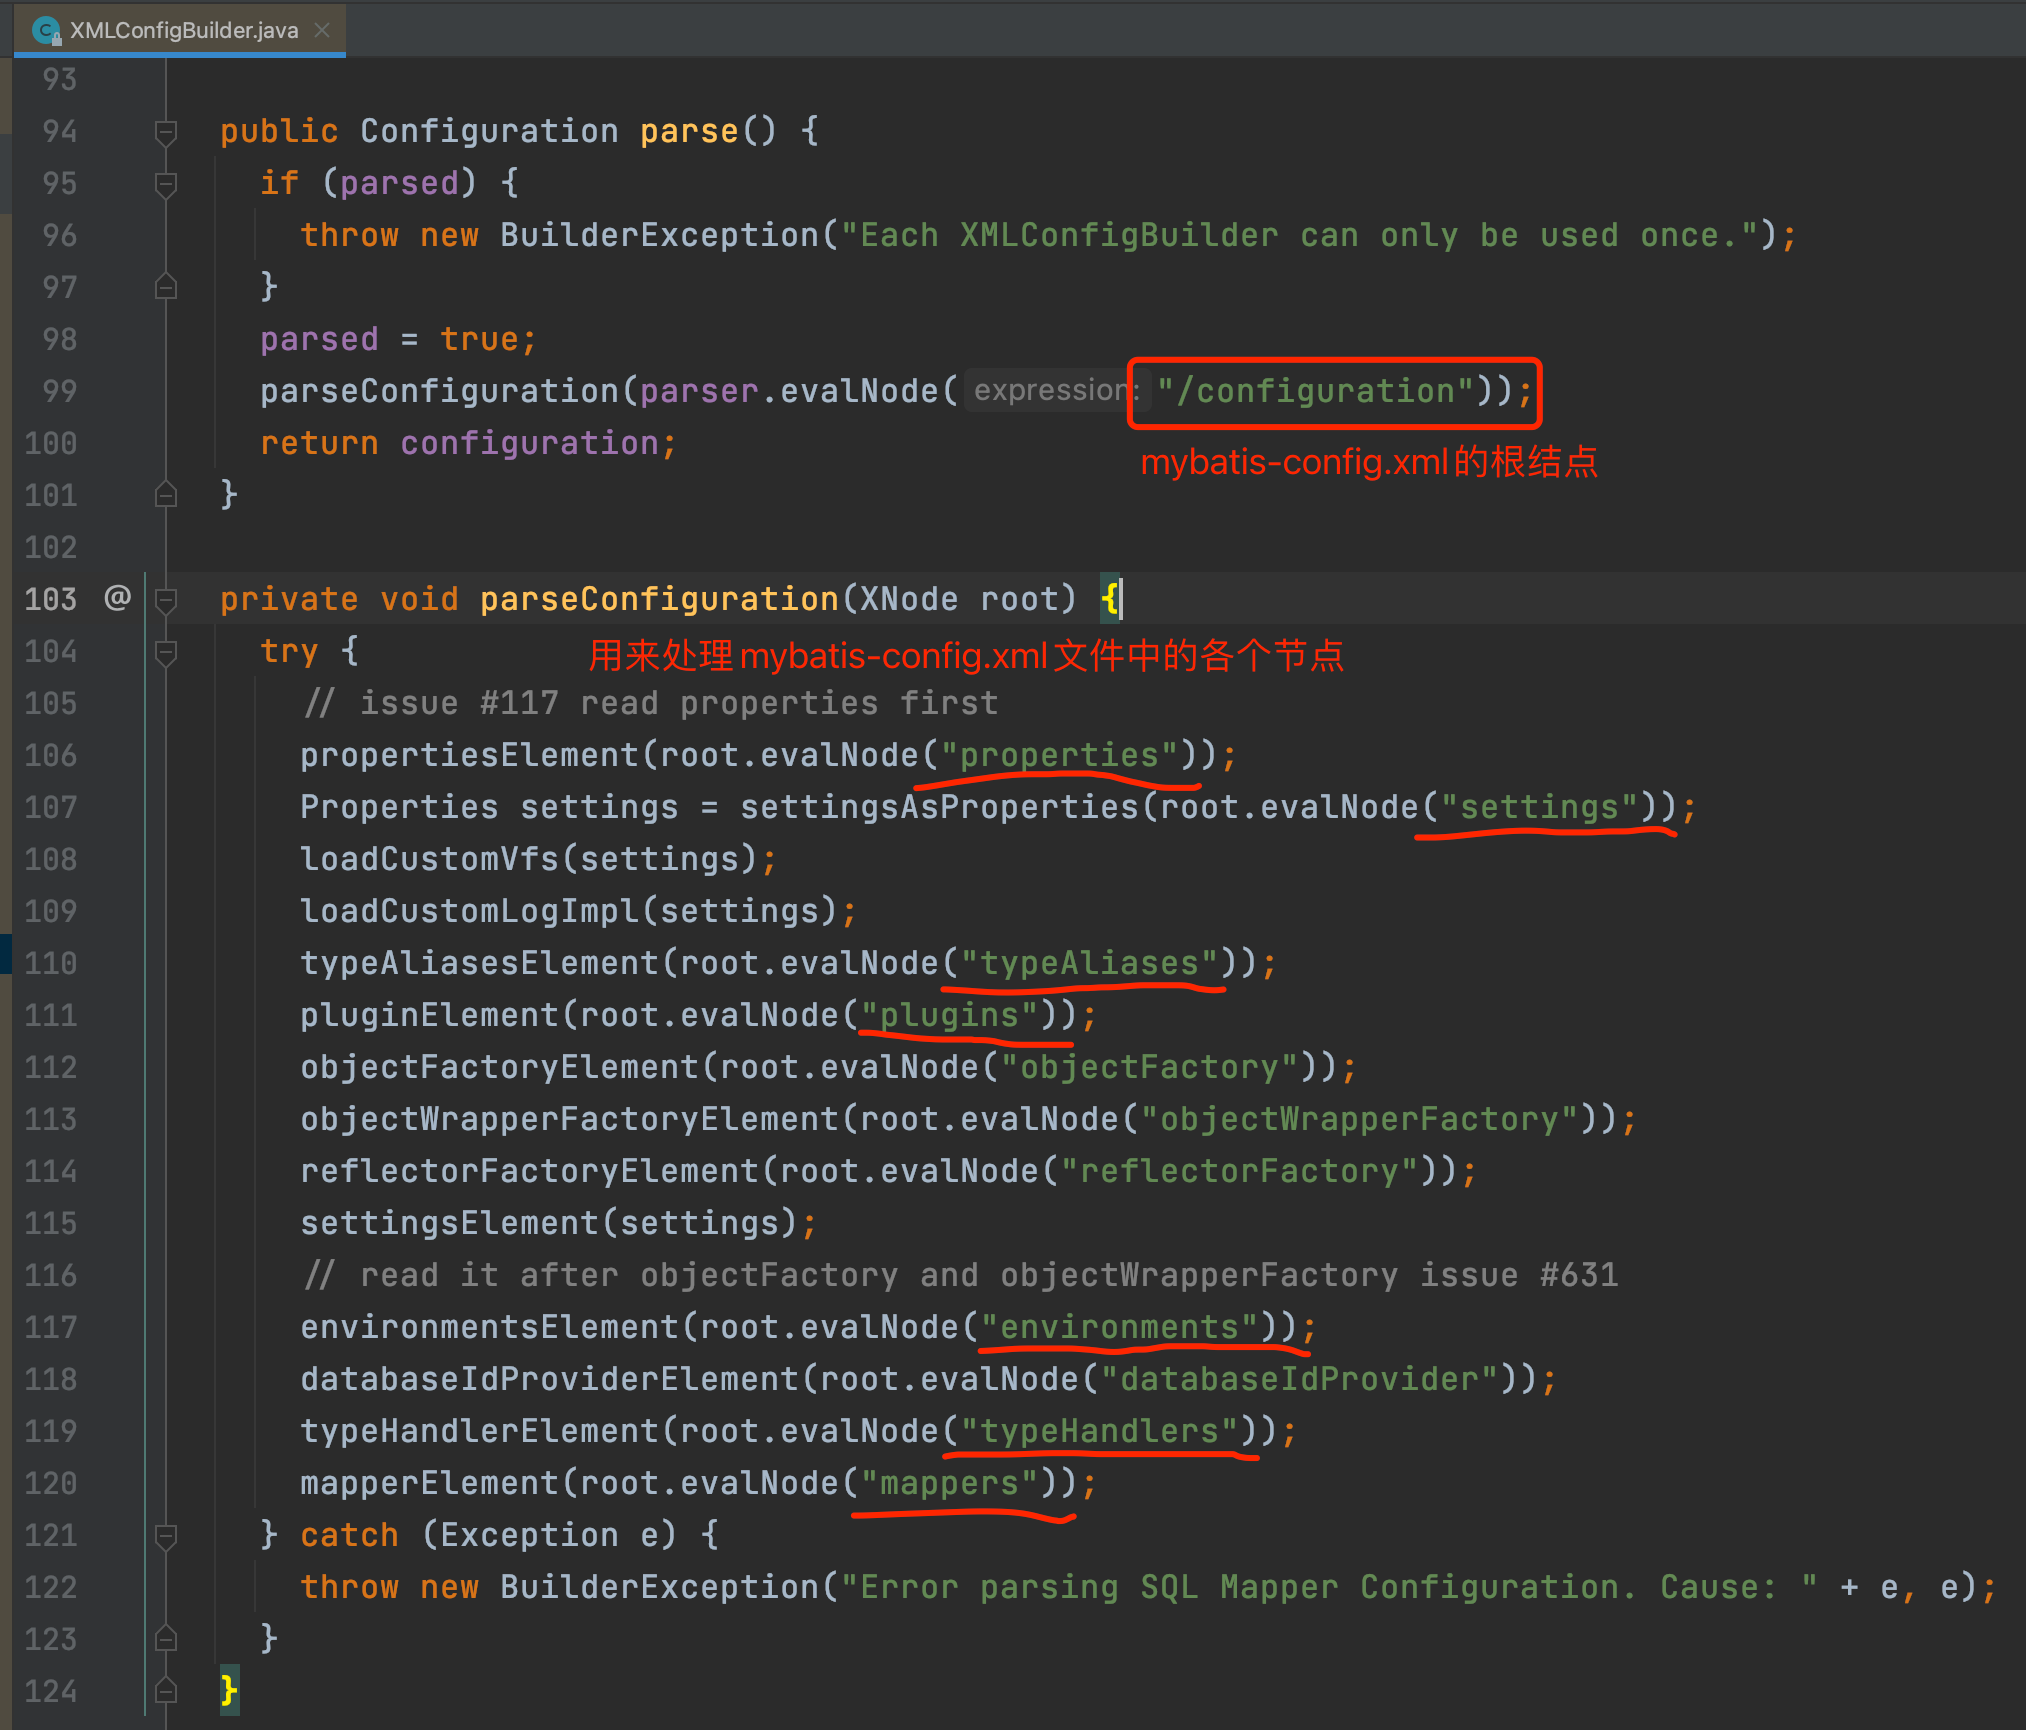 XMLConfigBuilder.java
93
94 public Configuration parse() {
95 if (parsed) {
96 throw new BuilderException("Each XMLConfigBuilder can only be used once.");
97 }
98 parsed = true;
99 parseConfiguration(parser.evalNode( expression: "/configuration"));
100 return configuration;
mybatis-config.xml的根结点
101 }
102
103 @ private void parseConfiguration(XNode root) {
104 try {
用来处理mybatis-config.xml文件中的各个节点
105 // issue #117 read properties first
106 propertiesElement(root.evalNode("properties"));
107 Properties settings = settingsAsProperties(root.evalNode("settings"));
108 loadCustomVfs(settings);
109 loadCustomLogImpl(settings);
110 typeAliasesElement(root.evalNode("typeAliases"));
111 pluginElement(root.evalNode("plugins"));
112 objectFactoryElement(root.evalNode("objectFactory"));
113 objectWrapperFactoryElement(root.evalNode("objectWrapperFactory"));
114 reflectorFactoryElement(root.evalNode("reflectorFactory"));
115 settingsElement(settings);
116 // read it after objectFactory and objectWrapperFactory issue #631
117 environmentsElement(root.evalNode("environments"));
118 databaseIdProviderElement(root.evalNode("databaseIdProvider"));
119 typeHandlerElement(root.evalNode("typeHandlers"));
120 mapperElement(root.evalNode("mappers"));
121 } catch (Exception e) {
122 throw new BuilderException("Error parsing SQL Mapper Configuration. Cause: " + e, e);
123 }
124 }